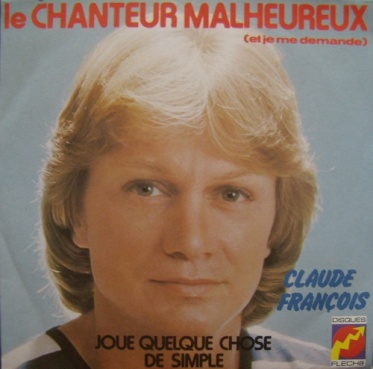 le CHANTEUR MALHEUREUX
(et je me demande)
CLAUDE
FRANÇOIS
JOUE QUELQUE CHOSE
DE SIMPLE
DISQUES
FLECHE